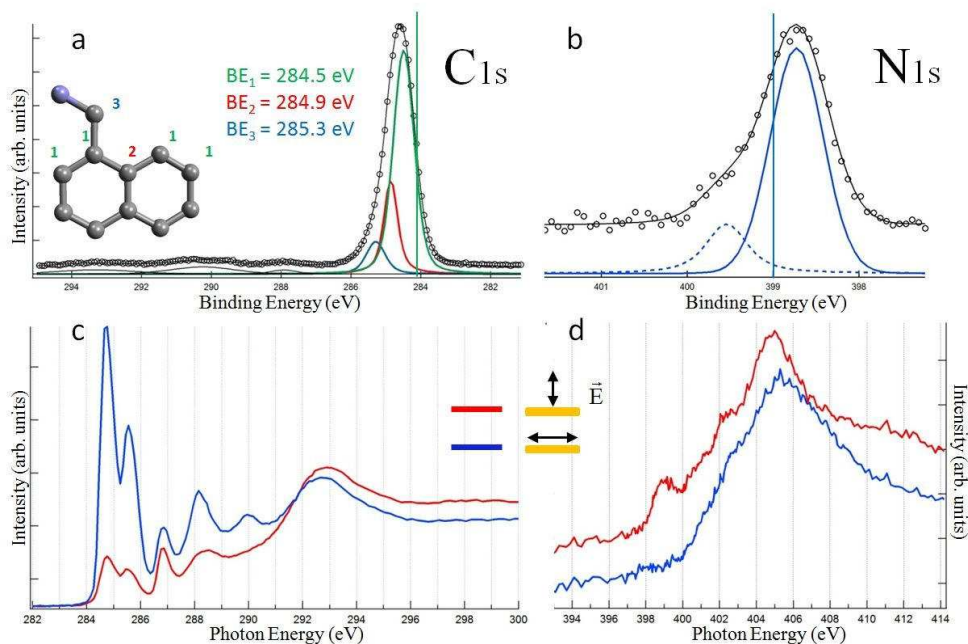 a
C1s
BE1 = 284.5 eV
BE2 = 284.9 eV
BE3 = 285.3 eV
3
1 1 2 1 1
Intensity (arb. units)
294 292 290 288 286 284 282
Binding Energy (eV)
b
N1s
401 400 399 398
Binding Energy (eV)
c
E
Intensity (arb. units)
282 284 286 288 290 292 294 296 298 300
Photon Energy (eV)
d
Intensity (arb. units)
394 396 398 400 402 404 406 408 410 412 414
Photon Energy (eV)